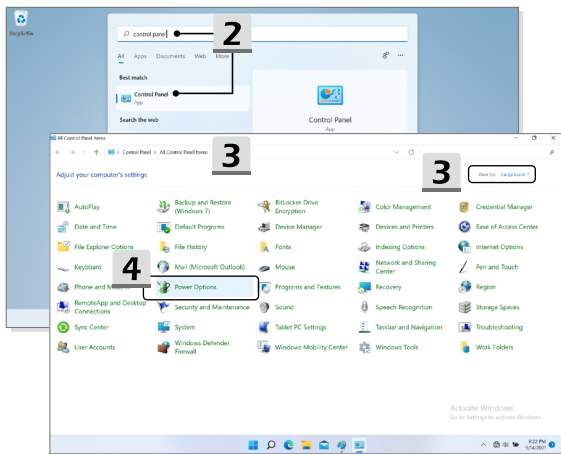 Recycle Bin
control panel
2
All Apps Documents Web More
Best match
Control Panel
App
Search the web
Control Panel
App
All Control Panel Items
Control Panel > All Control Panel Items
3
3
Adjust your computer's settings
View by: Large icons
AutoPlay
Backup and Restore (Windows 7)
BitLocker Drive Encryption
Color Management
Credential Manager
Date and Time
Default Programs
Device Manager
Devices and Printers
Ease of Access Center
File Explorer Options
File History
Fonts
Indexing Options
Internet Options
Keyboard
4
Mail (Microsoft Outlook)
Mouse
Network and Sharing Center
Pen and Touch
Phone and
Power Options
Programs and Features
Recovery
Region
RemoteApp and Desktop Connections
Security and Maintenance
Sound
Speech Recognition
Storage Spaces
Sync Center
System
Tablet PC Settings
Taskbar and Navigation
Troubleshooting
User Accounts
Windows Defender Firewall
Windows Mobility Center
Windows Tools
Work Folders
Activate Windows
Go to Settings to activate Windows.
8:22 PM
6/14/2021